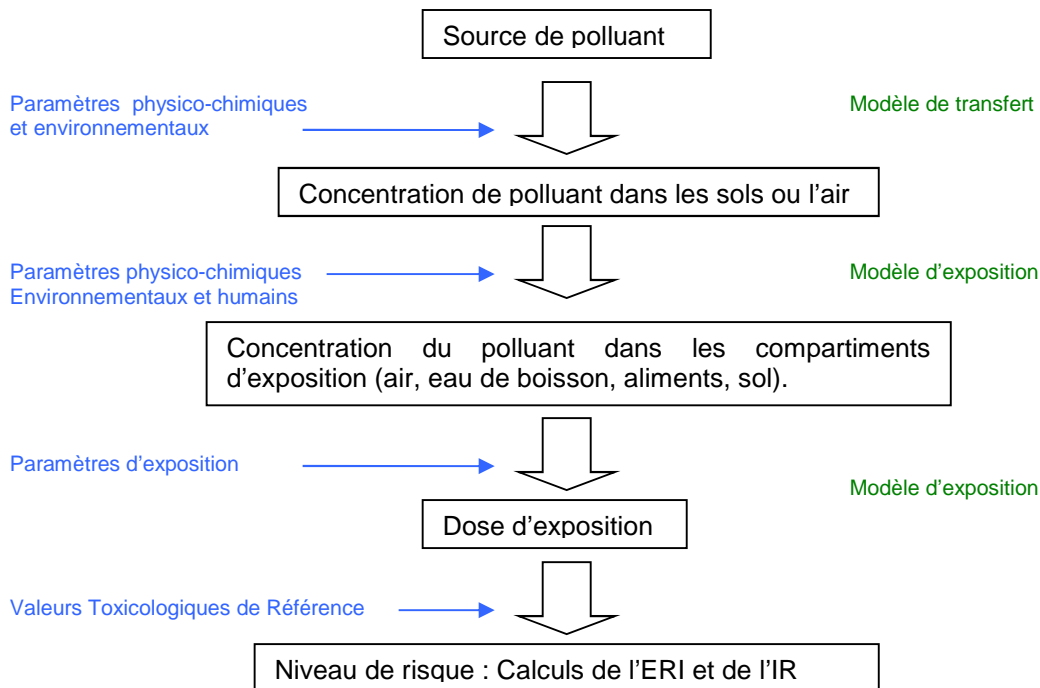 Source de polluant
Paramètres physico-chimiques
et environnementaux
Modèle de transfert
Concentration de polluant dans les sols ou l’air
Paramètres physico-chimiques
Environnementaux et humains
Modèle d’exposition
Concentration du polluant dans les compartiments
d’exposition (air, eau de boisson, aliments, sol).
Paramètres d’exposition
Modèle d’exposition
Dose d’exposition
Valeurs Toxicologiques de Référence
Niveau de risque : Calculs de l’ERI et de l’IR